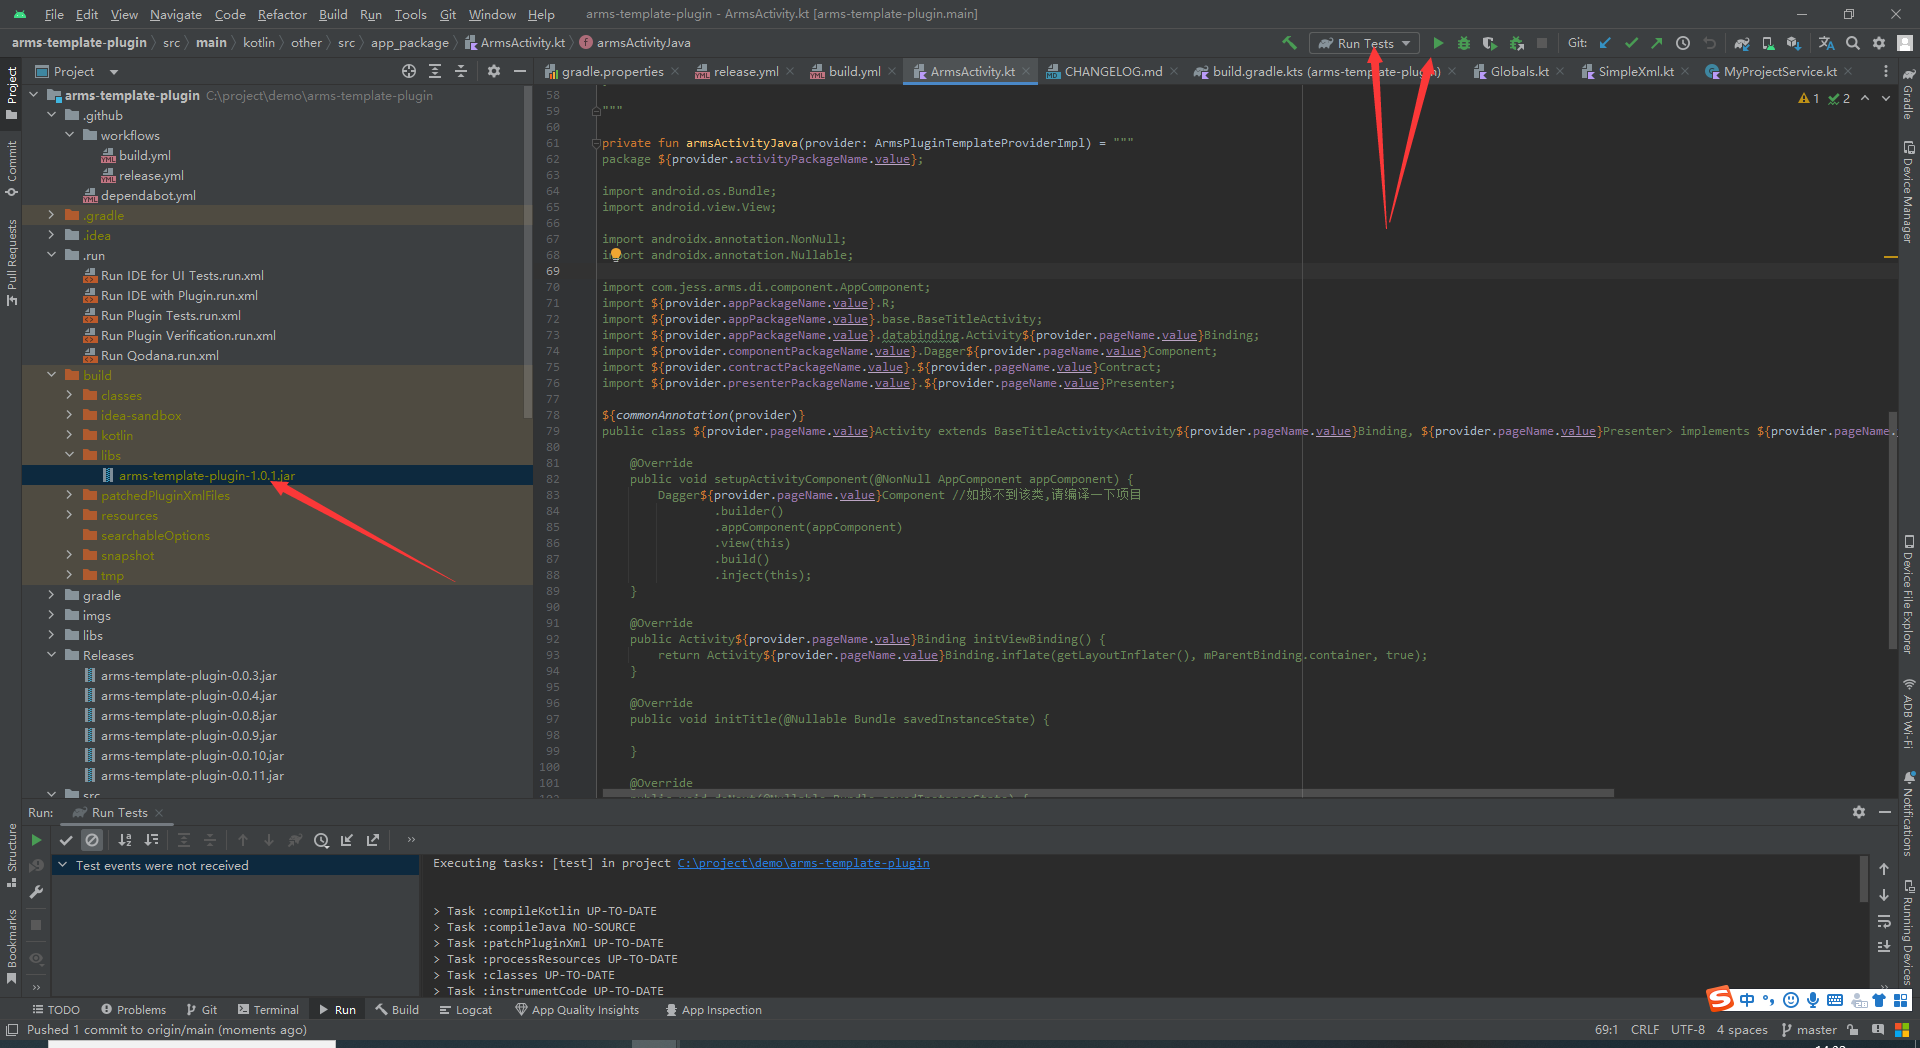 File Edit View Navigate Code Refactor Build Run Tools Git Window Help arms-template-plugin - ArmsActivity.kt [arms-template-plugin.main]
arms-template-plugin src main kotlin other src app_package ArmsActivity.kt armsActivityJava Run Tests Git:
Project gradle.properties release.yml build.yml ArmsActivity.kt CHANGELOG.md build.gradle.kts (arms-template-plugin) Globals.kt SimpleXml.kt MyProjectService.kt
Project
Commit
Pull Requests
Structure
Bookmarks
arms-template-plugin C:\project\demo\arms-template-plugin
.github
workflows
build.yml
release.yml
dependabot.yml
.gradle
.idea
.run
Run IDE for UI Tests.run.xml
Run IDE with Plugin.run.xml
Run Plugin Tests.run.xml
Run Plugin Verification.run.xml
Run Qodana.run.xml
build
classes
idea-sandbox
kotlin
libs
arms-template-plugin-1.0.1.jar
patchedPluginXmlFiles
resources
searchableOptions
snapshot
tmp
gradle
imgs
libs
Releases
arms-template-plugin-0.0.3.jar
arms-template-plugin-0.0.4.jar
arms-template-plugin-0.0.8.jar
arms-template-plugin-0.0.9.jar
arms-template-plugin-0.0.10.jar
arms-template-plugin-0.0.11.jar
src
1 2
58
59 """
60
61 private fun armsActivityJava(provider: ArmsPluginTemplateProviderImpl) = """
62 package ${provider.activityPackageName.value};
63
64 import android.os.Bundle;
65 import android.view.View;
66
67 import androidx.annotation.NonNull;
68 import androidx.annotation.Nullable;
69
70 import com.jess.arms.di.component.AppComponent;
71 import ${provider.appPackageName.value}.R;
72 import ${provider.appPackageName.value}.base.BaseTitleActivity;
73 import ${provider.appPackageName.value}.databinding.Activity${provider.pageName.value}Binding;
74 import ${provider.componentPackageName.value}.Dagger${provider.pageName.value}Component;
75 import ${provider.contractPackageName.value}.${provider.pageName.value}Contract;
76 import ${provider.presenterPackageName.value}.${provider.pageName.value}Presenter;
77
78 ${commonAnnotation(provider)}
79 public class ${provider.pageName.value}Activity extends BaseTitleActivity<Activity${provider.pageName.value}Binding, ${provider.pageName.value}Presenter> implements ${provider.pageName.
80
81 @Override
82 public void setupActivityComponent(@NonNull AppComponent appComponent) {
83 Dagger${provider.pageName.value}Component //如找不到该类,请编译一下项目
84 .builder()
85 .appComponent(appComponent)
86 .view(this)
87 .build()
88 .inject(this);
89 }
90
91 @Override
92 public Activity${provider.pageName.value}Binding initViewBinding() {
93 return Activity${provider.pageName.value}Binding.inflate(getLayoutInflater(), mParentBinding.container, true);
94 }
95
96 @Override
97 public void initTitle(@Nullable Bundle savedInstanceState) {
98
99 }
100
101 @Override
Gradle
Device Manager
Device File Explorer
ADB Wi-Fi
Notifications
Running Devices
Run: Run Tests
Test events were not received
Executing tasks: [test] in project C:\project\demo\arms-template-plugin
> Task :compileKotlin UP-TO-DATE
> Task :compileJava NO-SOURCE
> Task :patchPluginXml UP-TO-DATE
> Task :processResources UP-TO-DATE
> Task :classes UP-TO-DATE
> Task :instrumentCode UP-TO-DATE
TODO Problems Git Terminal Run Build Logcat App Quality Insights App Inspection
中
Pushed 1 commit to origin/main (moments ago) 69:1 CRLF UTF-8 4 spaces master